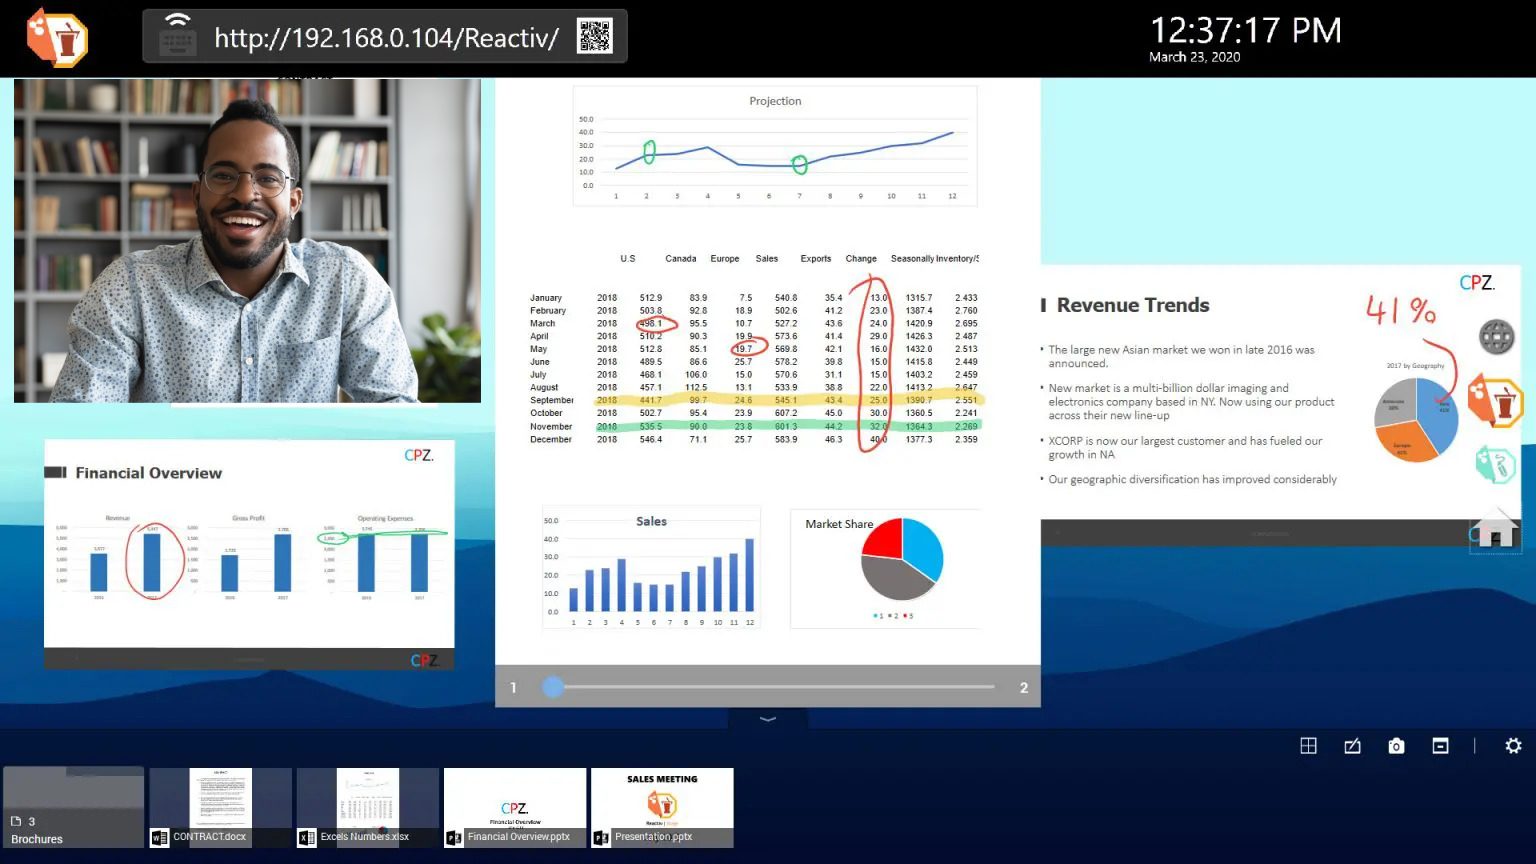 http://192.168.0.104/Reactiv/
12:37:17 PM
March 23, 2020
Projection
50.0
40.0
30.0
20.0
10.0
0.0
1 2 3 4 5 6 7 8 9 10 11 12
U.S Canada Europe Sales Exports Change Seasonally Inventory/S
January 2018 512.9 83.9 7.5 540.8 35.4 13.0 1315.7 2.433
February 2018 503.8 92.8 18.9 502.6 41.2 23.0 1387.4 2.760
March 2018 498.1 95.5 10.7 527.2 43.6 24.0 1420.9 2.695
April 2018 510.2 90.3 19.9 573.6 41.4 29.0 1426.3 2.487
May 2018 512.8 85.1 19.7 569.8 42.1 16.0 1432.0 2.513
June 2018 489.5 86.6 25.7 578.2 39.8 15.0 1415.8 2.449
July 2018 468.1 106.0 15.0 570.6 31.1 15.0 1403.2 2.459
August 2018 457.1 112.5 13.1 533.9 38.8 22.0 1413.2 2.647
September 2018 441.7 99.7 24.6 545.1 43.4 25.0 1390.7 2.551
October 2018 502.7 95.4 23.9 607.2 45.0 30.0 1360.5 2.241
November 2018 535.5 90.0 23.8 601.3 44.2 32.0 1364.3 2.269
December 2018 546.4 71.1 25.7 583.9 46.3 40.0 1377.3 2.359
Sales
50.0
40.0
30.0
20.0
10.0
0.0
1 2 3 4 5 6 7 8 9 10 11 12
Market Share
1 2 3
1 2
CPZ.
Revenue Trends
41%
• The large new Asian market we won in late 2016 was
announced.
• New market is a multi-billion dollar imaging and
electronics company based in NY. Now using our product
across their new line-up
• XCORP is now our largest customer and has fueled our
growth in NA
• Our geographic diversification has improved considerably
2017 by Geography
41%
Europe
CPZ.
Financial Overview
Revenue
Gross Profit
Operating Expenses
2016 2017
2016 2017
2016 2017
CPZ.
3
Brochures
CONTRACT.docx
Excels Numbers.xlsx
CPZ.
Financial Overview
Financial Overview.pptx
SALES MEETING
Presentation.pptx